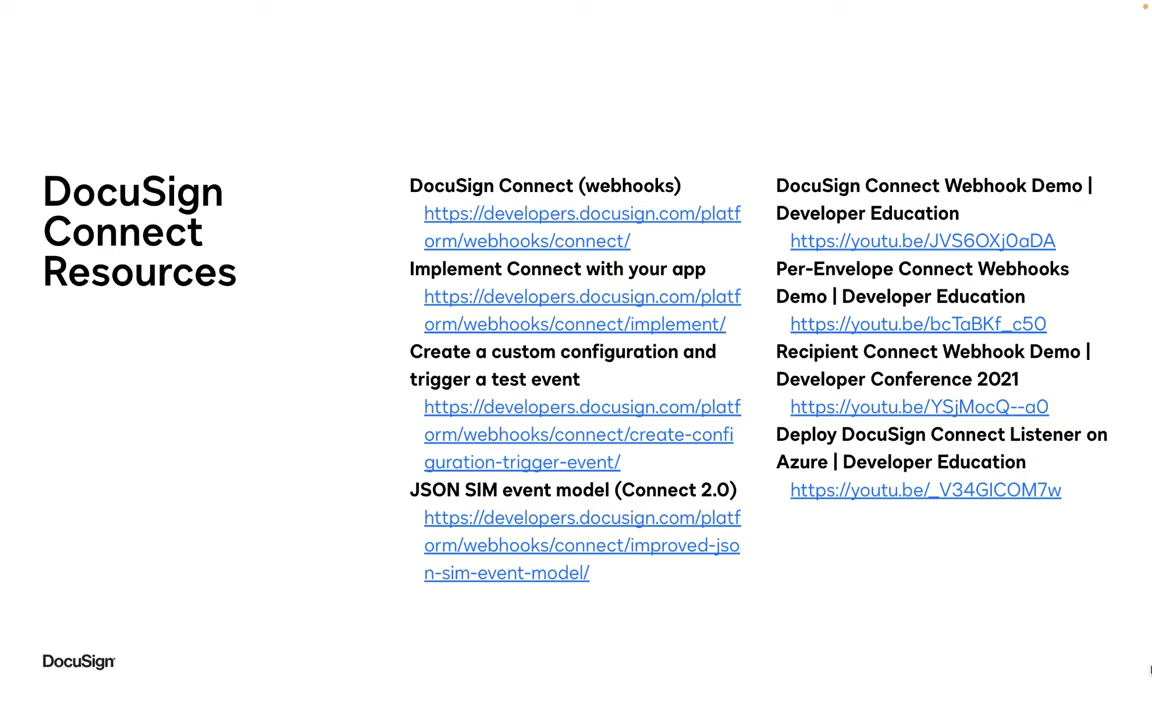 DocuSign
Connect
Resources
DocuSign Connect (webhooks)
https://developers.docusign.com/platf
orm/webhooks/connect/
Implement Connect with your app
https://developers.docusign.com/platf
orm/webhooks/connect/implement/
Create a custom configuration and
trigger a test event
https://developers.docusign.com/platf
orm/webhooks/connect/create-confi
guration-trigger-event/
JSON SIM event model (Connect 2.0)
https://developers.docusign.com/platf
orm/webhooks/connect/improved-jso
n-sim-event-model/
DocuSign Connect Webhook Demo |
Developer Education
https://youtu.be/JVS6OXj0aDA
Per-Envelope Connect Webhooks
Demo | Developer Education
https://youtu.be/bcTaBKf_c50
Recipient Connect Webhook Demo |
Developer Conference 2021
https://youtu.be/YSjMocQ--a0
Deploy DocuSign Connect Listener on
Azure | Developer Education
https://youtu.be/_V34GICOM7w
DocuSign